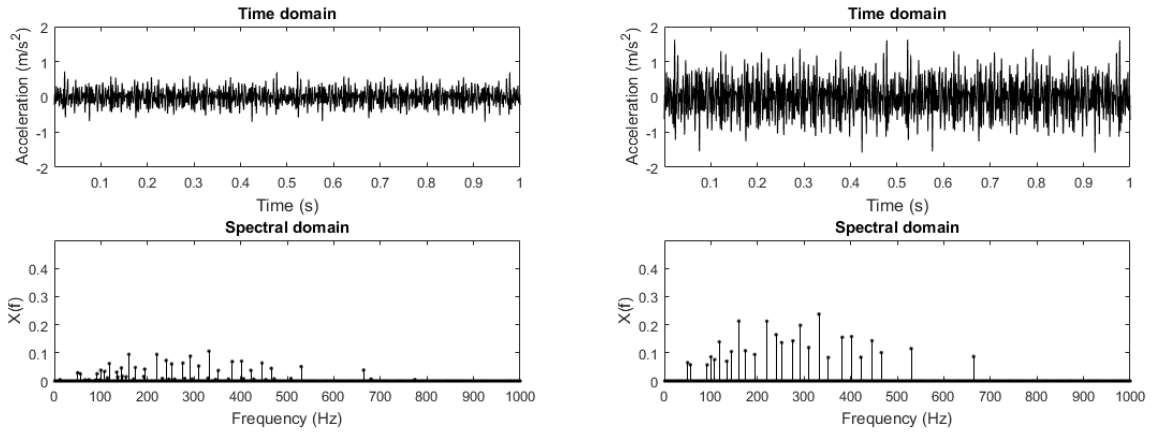 Time domain
Acceleration (m/s²)
2
1
0
-1
-2
0.1 0.2 0.3 0.4 0.5 0.6 0.7 0.8 0.9 1
Time (s)
Spectral domain
X(f)
0.4
0.3
0.2
0.1
0
0 100 200 300 400 500 600 700 800 900 1000
Frequency (Hz)
Time domain
Acceleration (m/s²)
2
1
0
-1
-2
0.1 0.2 0.3 0.4 0.5 0.6 0.7 0.8 0.9 1
Time (s)
Spectral domain
X(f)
0.4
0.3
0.2
0.1
0
0 100 200 300 400 500 600 700 800 900 1000
Frequency (Hz)